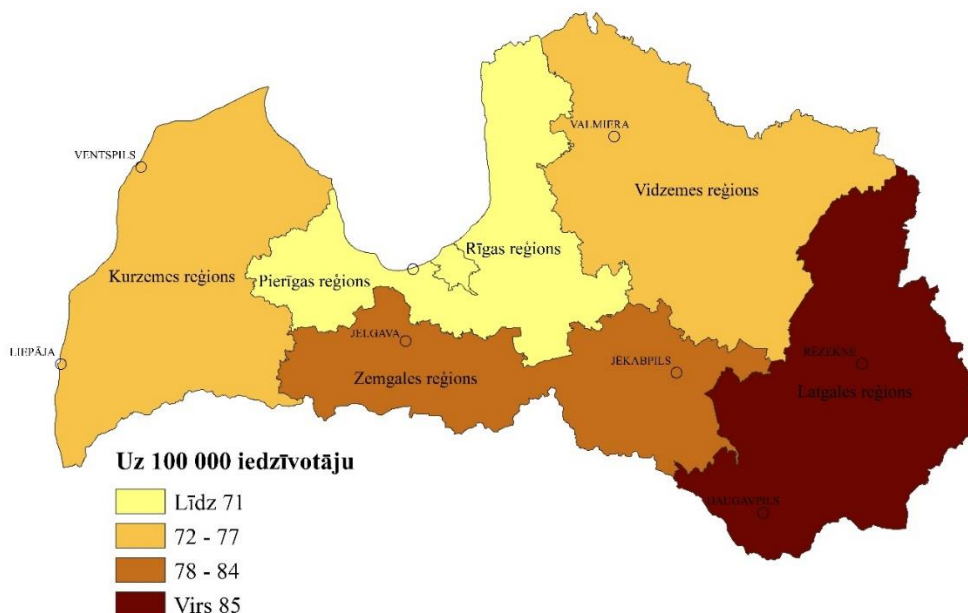 VALMIERA
VENTSPILS
Vidzemes reģions
Rīgas reģions
Kurzemes reģions
Pierīgas reģions
JELGAVA
LIEPĀJA
RĒZEKNE
JĒKABPILS
Zemgales reģions
Latgales reģions
Uz 100 000 iedzīvotāju
Līdz 71
DAUGAVPILS
72 - 77
78 - 84
Virs 85